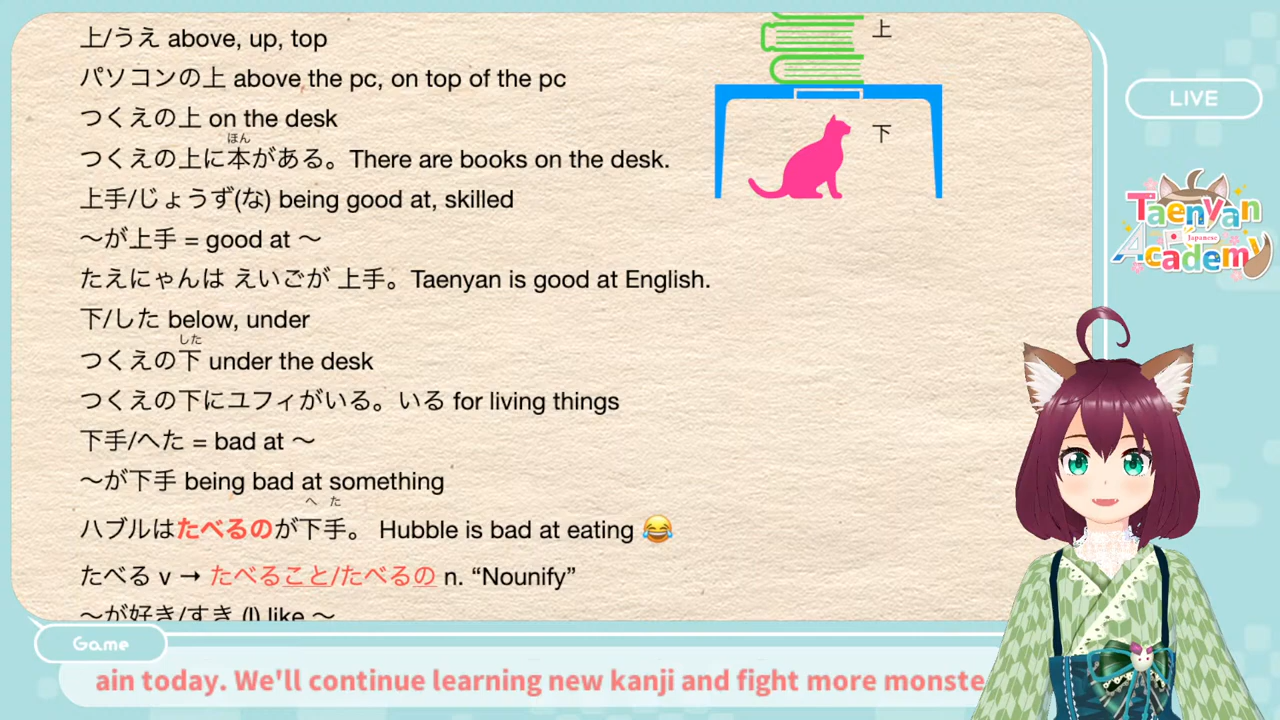 上/うえ above, up, top
パソコンの上 above the pc, on top of the pc
つくえの上 on the desk
ほん
つくえの上に本がある。There are books on the desk.
上手/じょうず(な) being good at, skilled
〜が上手 = good at 〜
たえにゃんは えいごが 上手。Taenyan is good at English.
下/した below, under
した
つくえの下 under the desk
つくえの下にユフィがいる。いる for living things
下手/へた = bad at 〜
〜が下手 being bad at something
へ た
ハブルはたべるのが下手。 Hubble is bad at eating 😂
たべる v → たべること/たべるの n. “Nounify”
〜が好き/すき (I) like 〜
上
下
LIVE
Taenyan
Japanese
Academy
Game
ain today. We'll continue learning new kanji and fight more monste